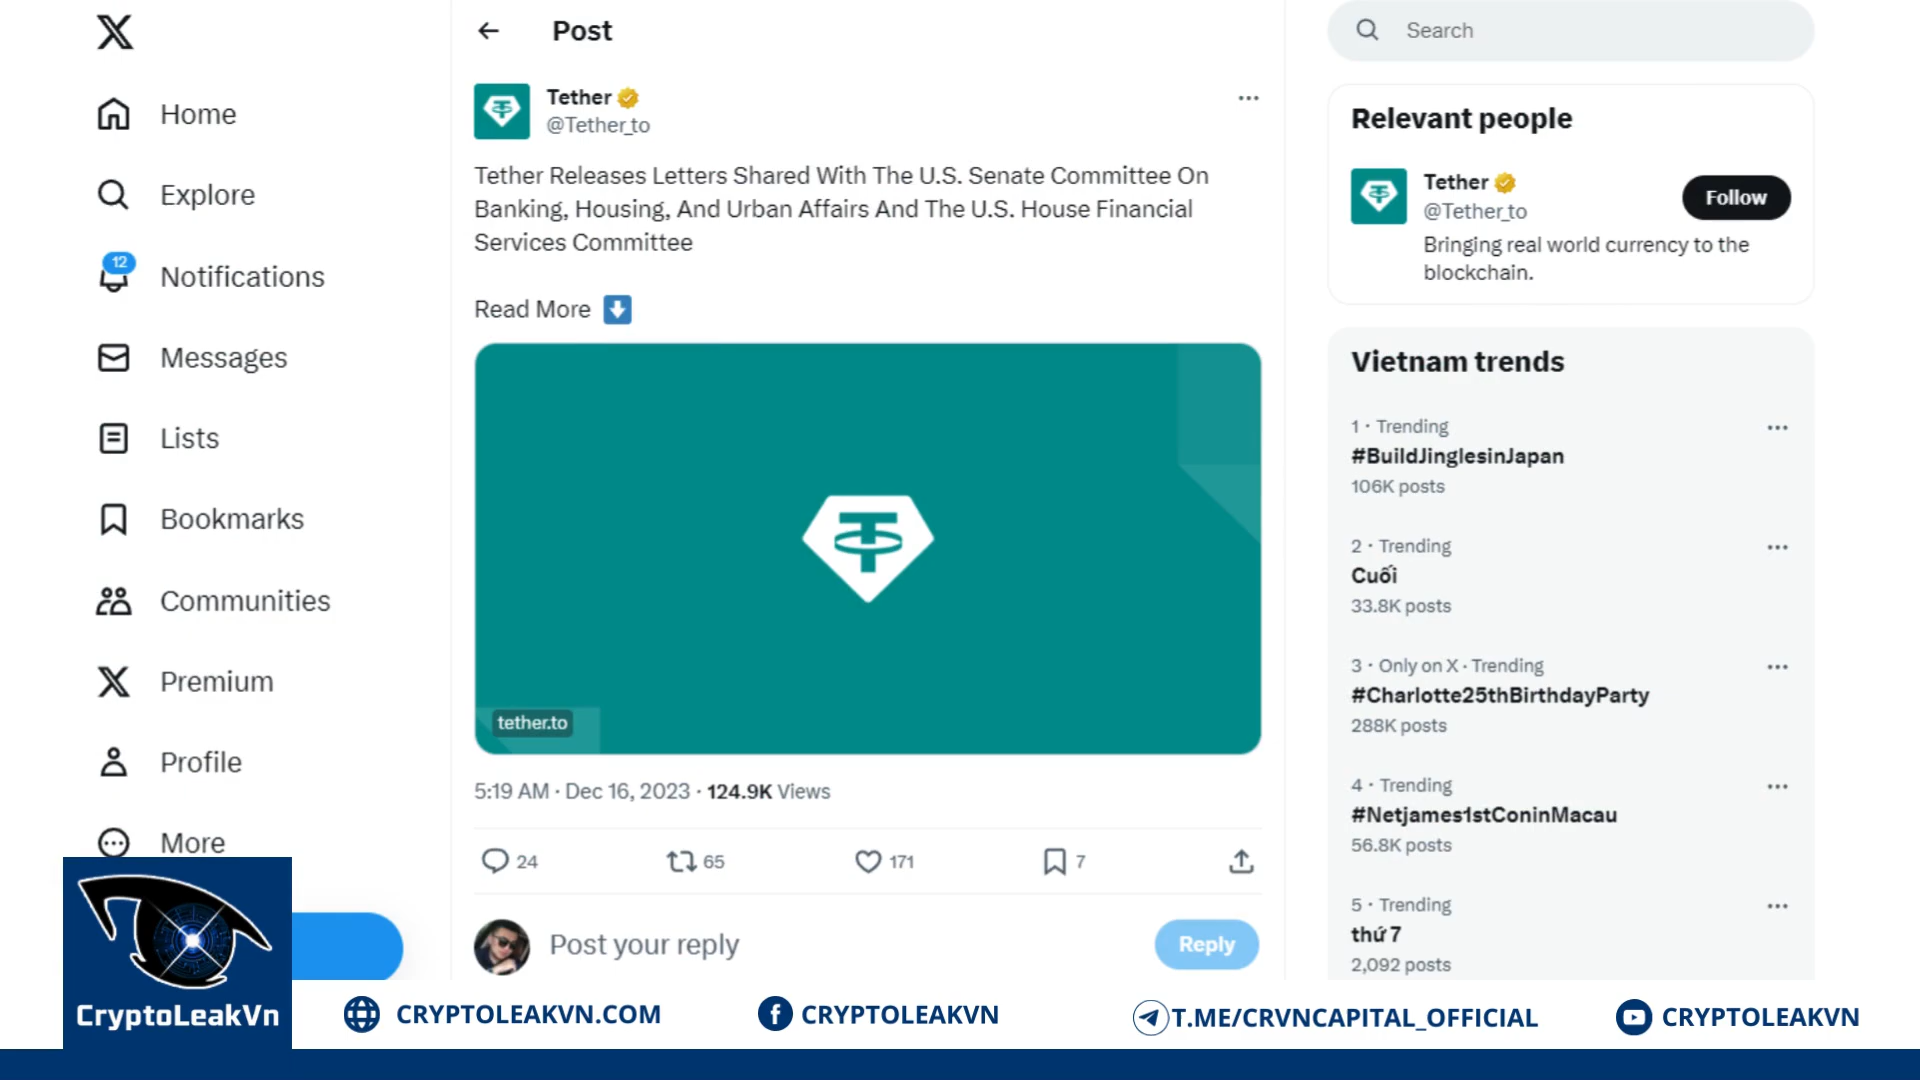 Home
Explore
12
Notifications
Messages
Lists
Bookmarks
Communities
Premium
Profile
More
Post
Tether
@Tether_to
Tether Releases Letters Shared With The U.S. Senate Committee On
Banking, Housing, And Urban Affairs And The U.S. House Financial
Services Committee
Read More
tether.to
5:19 AM · Dec 16, 2023 · 124.9K Views
24
65
171
7
Post your reply
Reply
Search
Relevant people
Tether
@Tether_to
Follow
Bringing real world currency to the
blockchain.
Vietnam trends
1 · Trending
#BuildJinglesinJapan
106K posts
2 · Trending
Cuối
33.8K posts
3 · Only on X · Trending
#Charlotte25thBirthdayParty
288K posts
4 · Trending
#Netjames1stConinMacau
56.8K posts
5 · Trending
thứ 7
2,092 posts
CryptoLeakVn
CRYPTOLEAKVN.COM
CRYPTOLEAKVN
T.ME/CRVNCAPITAL_OFFICIAL
CRYPTOLEAKVN